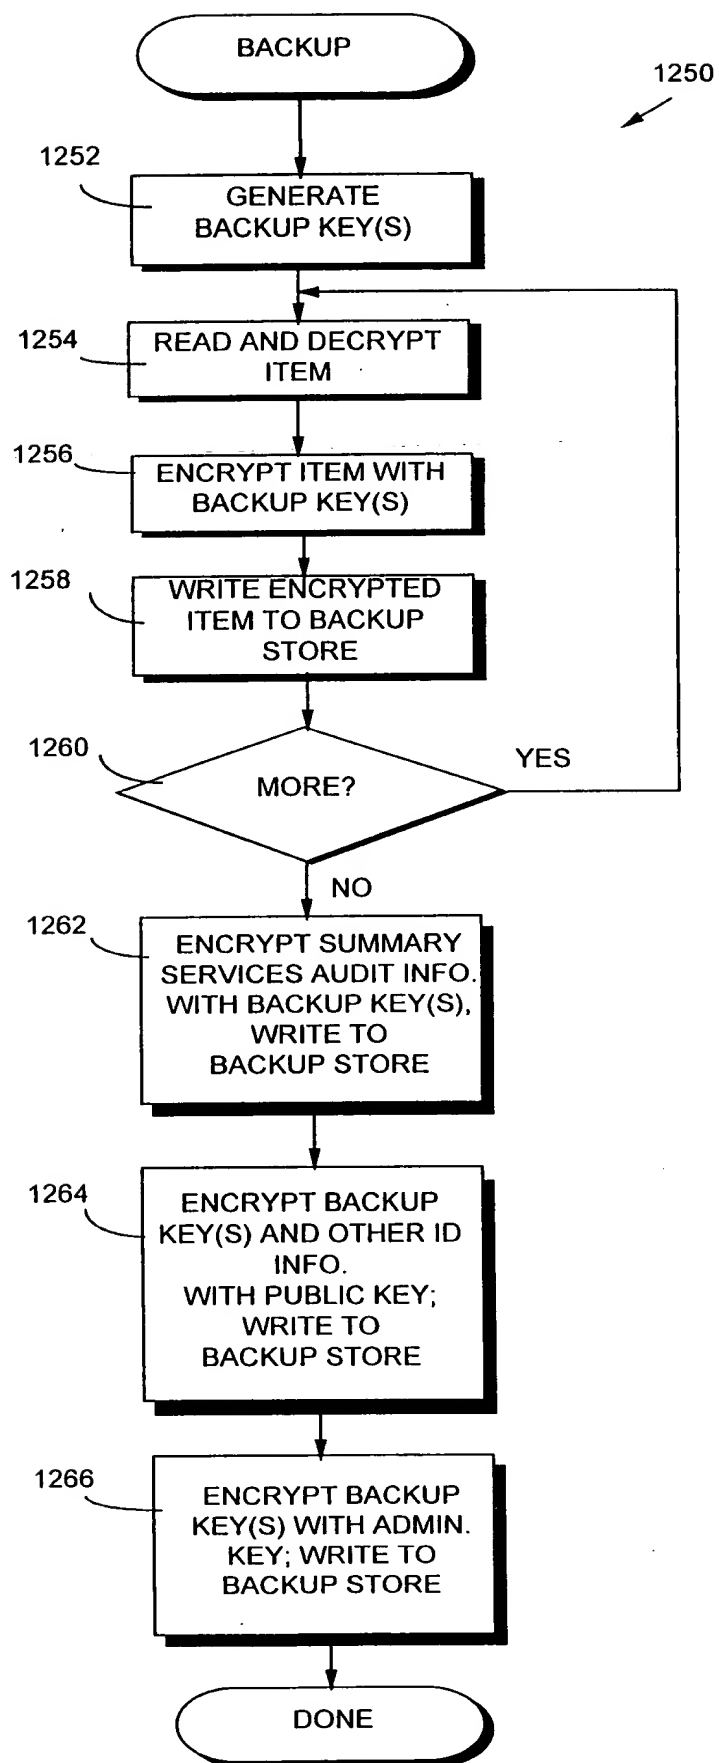 BACKUP
1250
1252
GENERATE
BACKUP KEY(S)
1254
READ AND DECRYPT
ITEM
1256
ENCRYPT ITEM WITH
BACKUP KEY(S)
1258
WRITE ENCRYPTED
ITEM TO BACKUP
STORE
1260
MORE?
YES
NO
1262
ENCRYPT SUMMARY
SERVICES AUDIT INFO.
WITH BACKUP KEY(S),
WRITE TO
BACKUP STORE
1264
ENCRYPT BACKUP
KEY(S) AND OTHER ID
INFO.
WITH PUBLIC KEY;
WRITE TO
BACKUP STORE
1266
ENCRYPT BACKUP
KEY(S) WITH ADMIN.
KEY; WRITE TO
BACKUP STORE
DONE